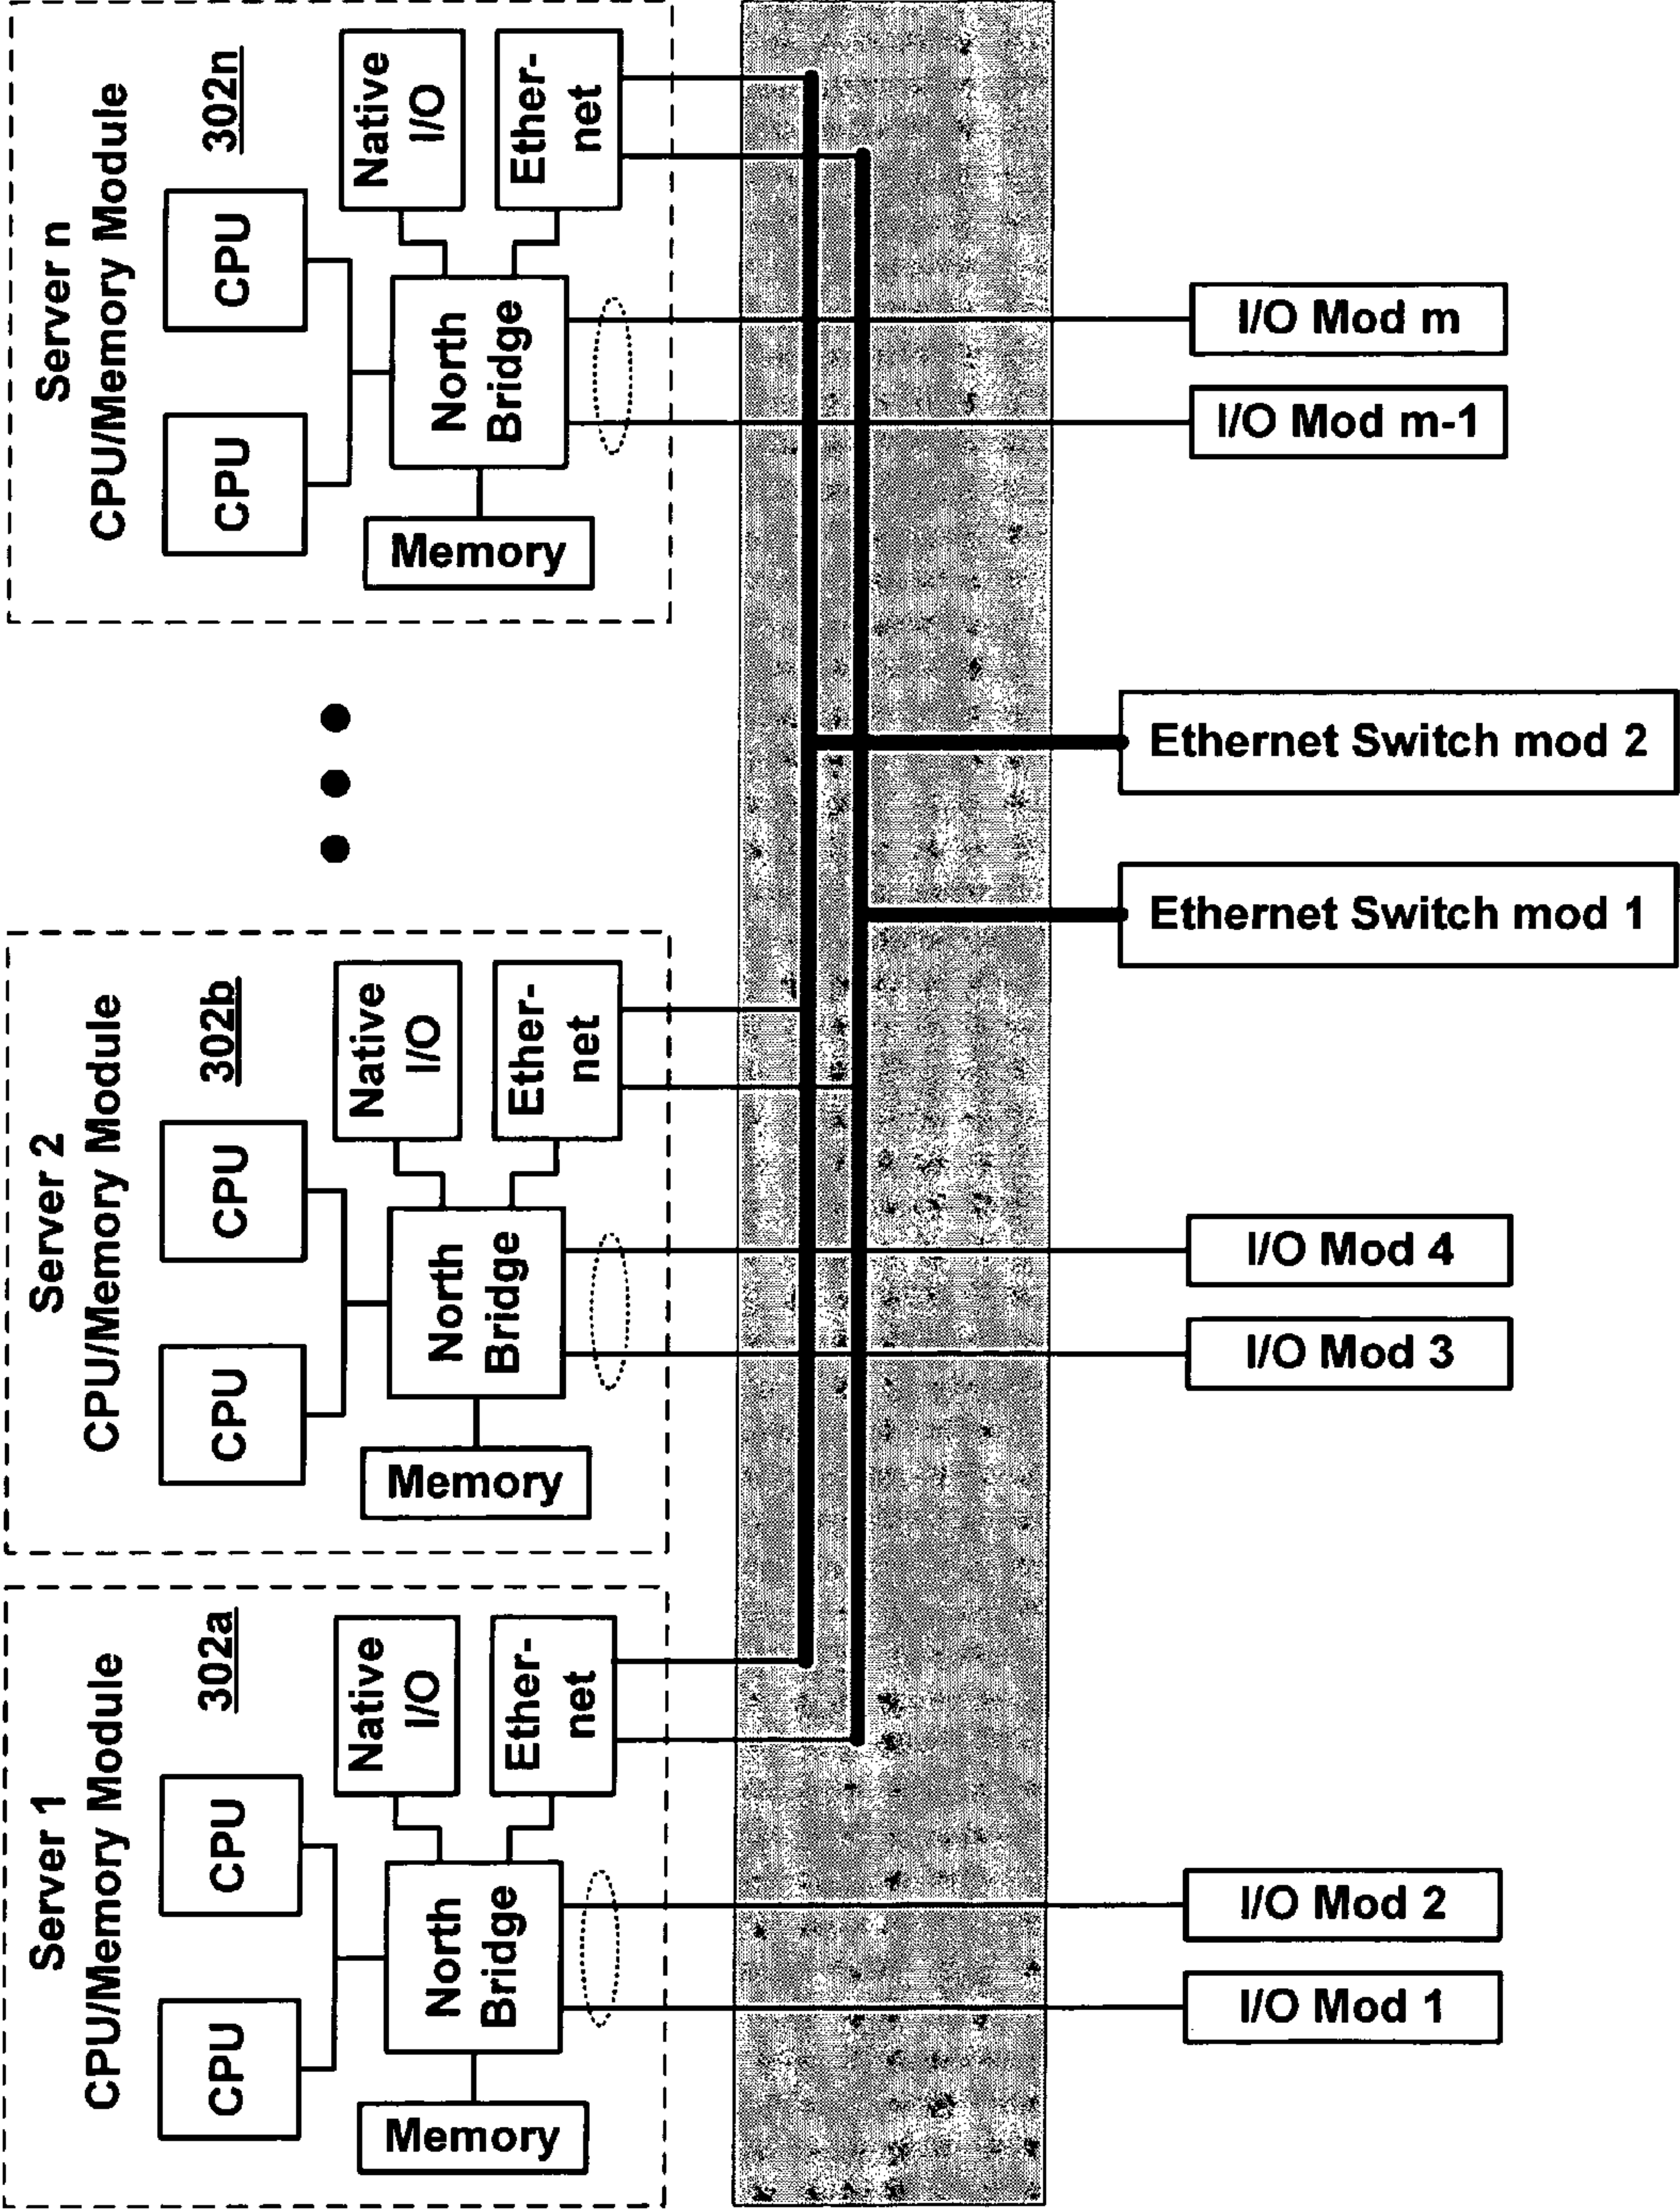 Server 1
CPU/Memory Module
302a
CPU
CPU
Native
I/O
North
Bridge
Ether-
net
Memory
Server 2
CPU/Memory Module
302b
CPU
CPU
Native
I/O
North
Bridge
Ether-
net
Memory
Server n
CPU/Memory Module
302n
CPU
CPU
Native
I/O
North
Bridge
Ether-
net
Memory
I/O Mod m
I/O Mod m-1
Ethernet Switch mod 2
Ethernet Switch mod 1
I/O Mod 4
I/O Mod 3
I/O Mod 2
I/O Mod 1